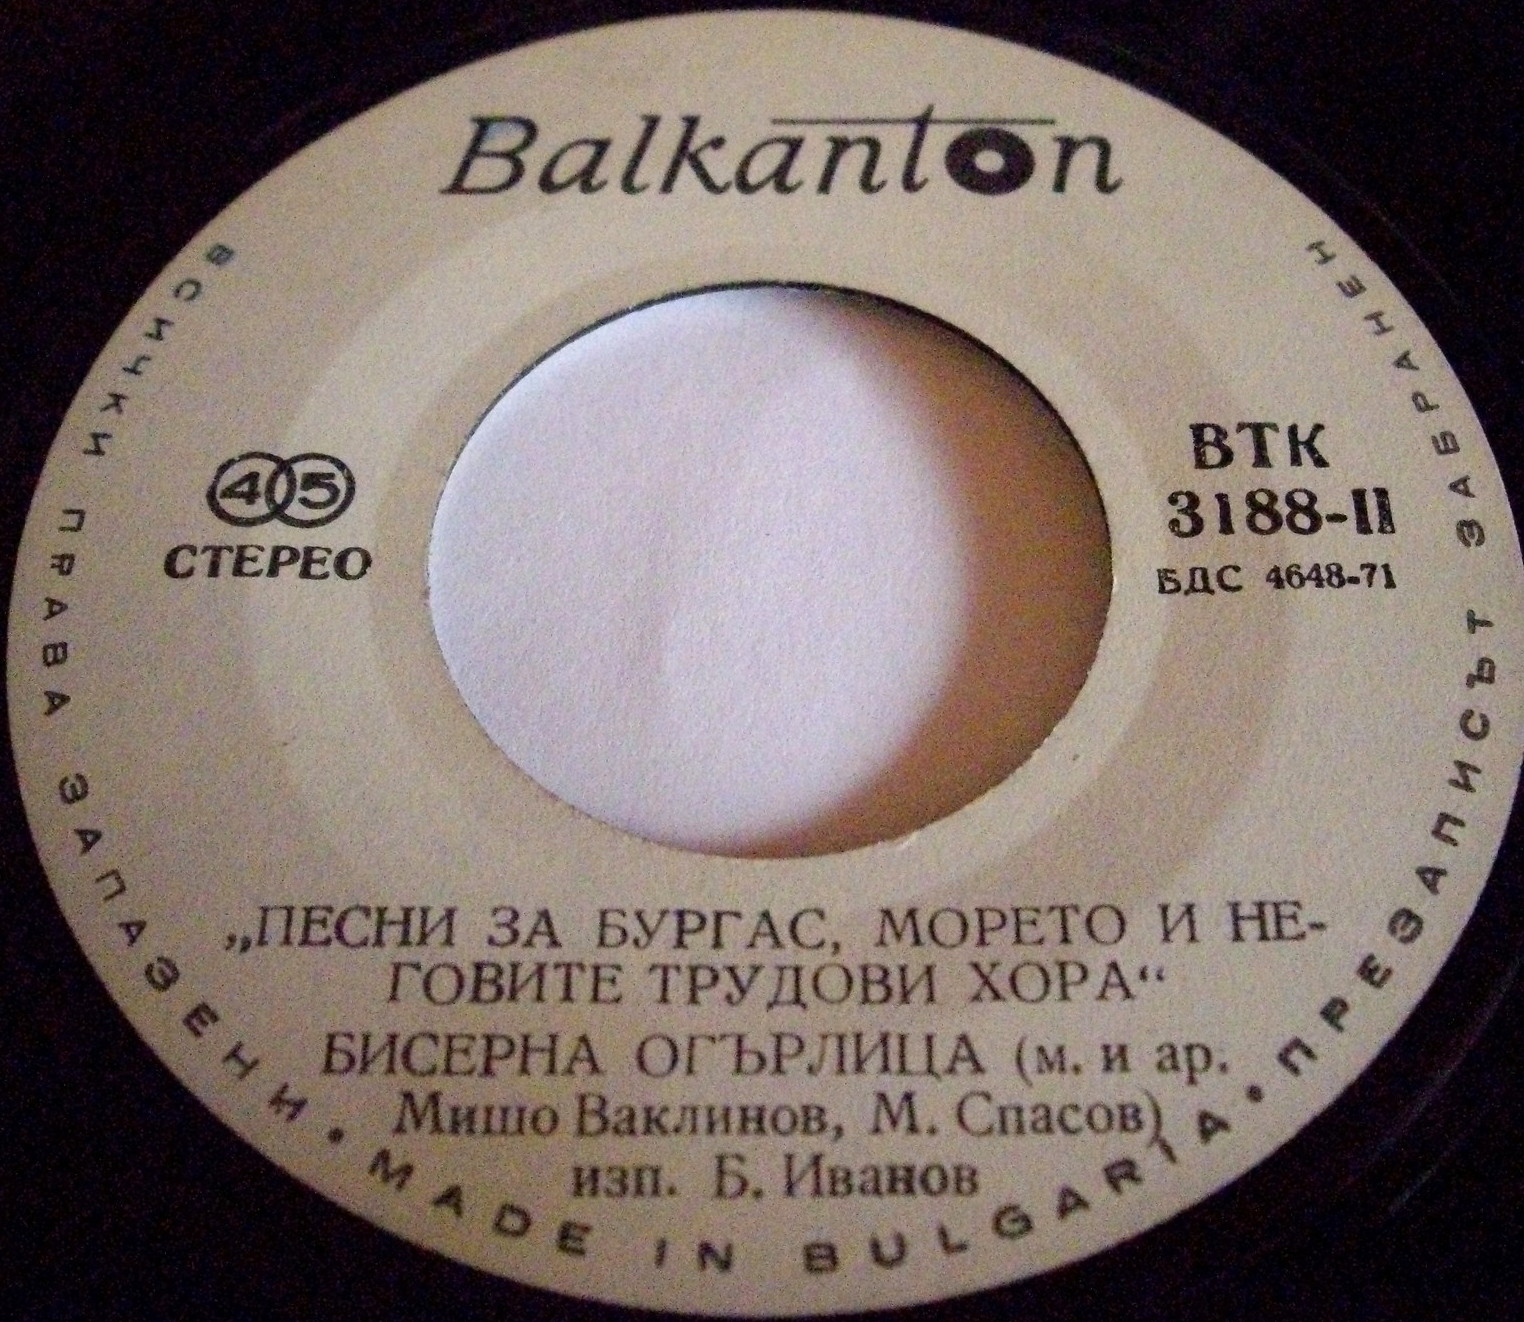 Balkanton
45
СТЕРЕО
ВТК
3188-II
БДС 4648-71
„ПЕСНИ ЗА БУРГАС, МОРЕТО И НЕ-
ГОВИТЕ ТРУДОВИ ХОРА“
БИСЕРНА ОГЪРЛИЦА (м. и ар.
Мишо Ваклинов, М. Спасов)
изп. Б. Иванов
ВСИЧКИ ПРАВА ЗАПАЗЕНИ • MADE IN BULGARIA • ПРЕЗАПИСЪТ ЗАБРАНЕН